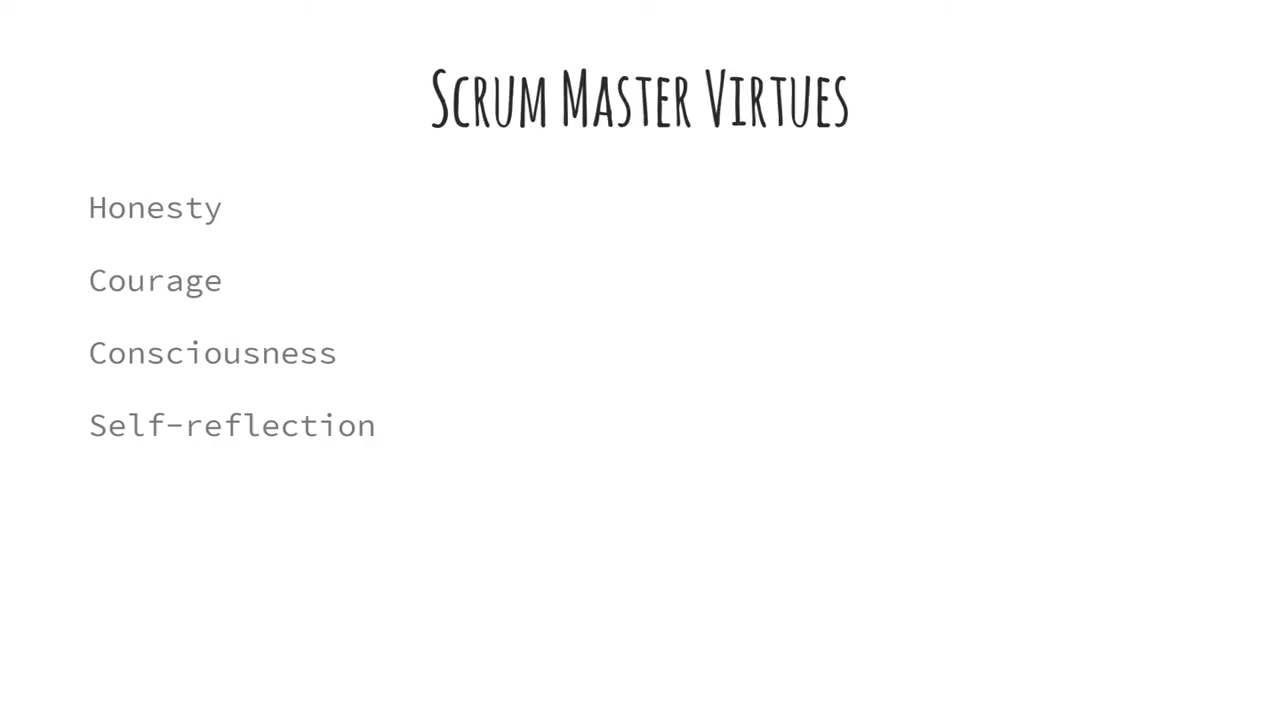 Scrum Master Virtues
Honesty
Courage
Consciousness
Self-reflection